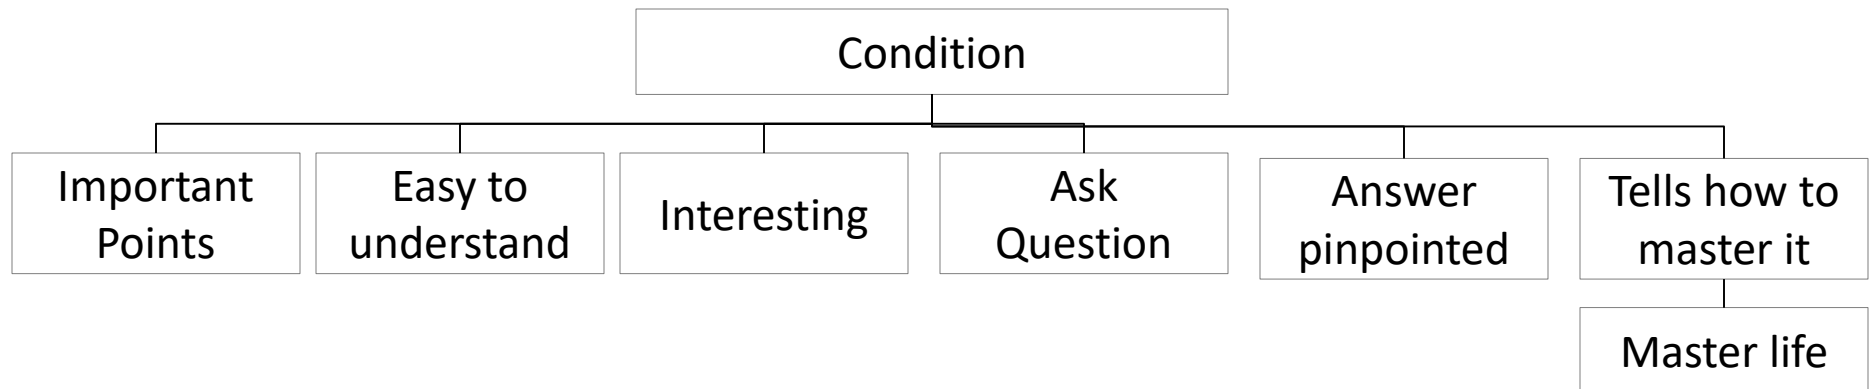 Condition
Important
Points
Easy to
understand
Interesting
Ask
Question
Answer
pinpointed
Tells how to
master it
Master life